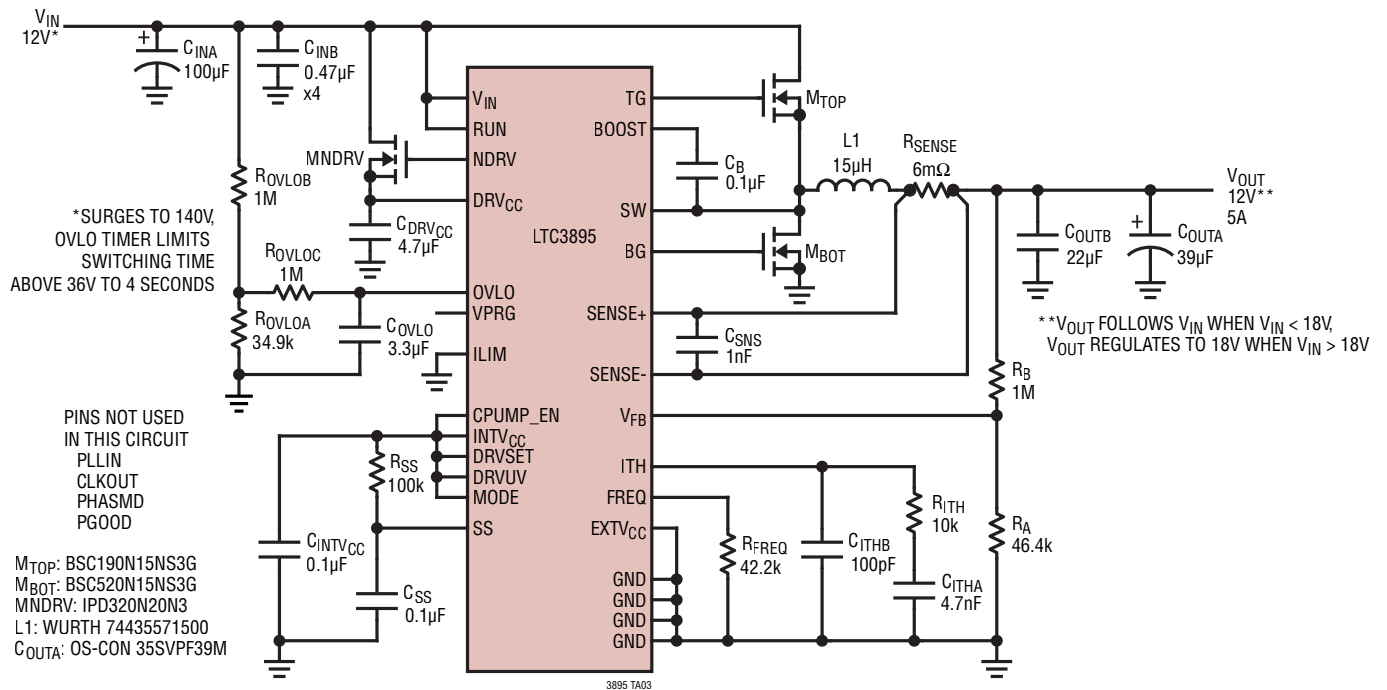 VIN
12V*
+
CINA
100µF
CINB
0.47µF
x4
MNDRV
ROVLOB
1M
*SURGES TO 140V,
OVLO TIMER LIMITS
SWITCHING TIME
ABOVE 36V TO 4 SECONDS
ROVLOC
1M
CDRVCC
4.7µF
ROVLOA
34.9k
COVLO
3.3µF
PINS NOT USED
IN THIS CIRCUIT
PLLIN
CLKOUT
PHASMD
PGOOD
RSS
100k
CINTVCC
0.1µF
CSS
0.1µF
MTOP: BSC190N15NS3G
MBOT: BSC520N15NS3G
MNDRV: IPD320N20N3
L1: WURTH 74435571500
COUTA: OS-CON 35SVPF39M
VIN
RUN
NDRV
DRVCC
OVLO
VPRG
ILIM
CPUMP_EN
INTVCC
DRVSET
DRVUV
MODE
SS
LTC3895
TG
BOOST
SW
BG
SENSE+
SENSE-
VFB
ITH
FREQ
EXTVCC
GND
GND
GND
GND
3895 TA03
MTOP
CB
0.1µF
L1
15µH
RSENSE
6mΩ
MBOT
CSNS
1nF
VOUT
12V**
5A
COUTB
22µF
+
COUTA
39µF
**VOUT FOLLOWS VIN WHEN VIN < 18V,
VOUT REGULATES TO 18V WHEN VIN > 18V
RB
1M
RA
46.4k
RFREQ
42.2k
CITHB
100pF
RITH
10k
CITHA
4.7nF